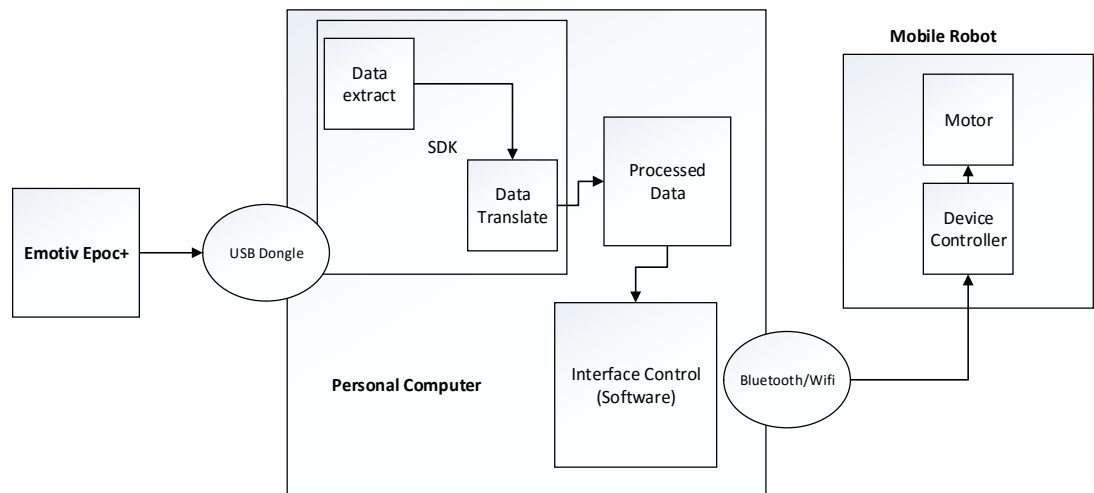 Emotiv Epoc+
USB Dongle
Data
extract
SDK
Data
Translate
Processed
Data
Interface Control
(Software)
Personal Computer
Bluetooth/Wifi
Mobile Robot
Motor
Device
Controller